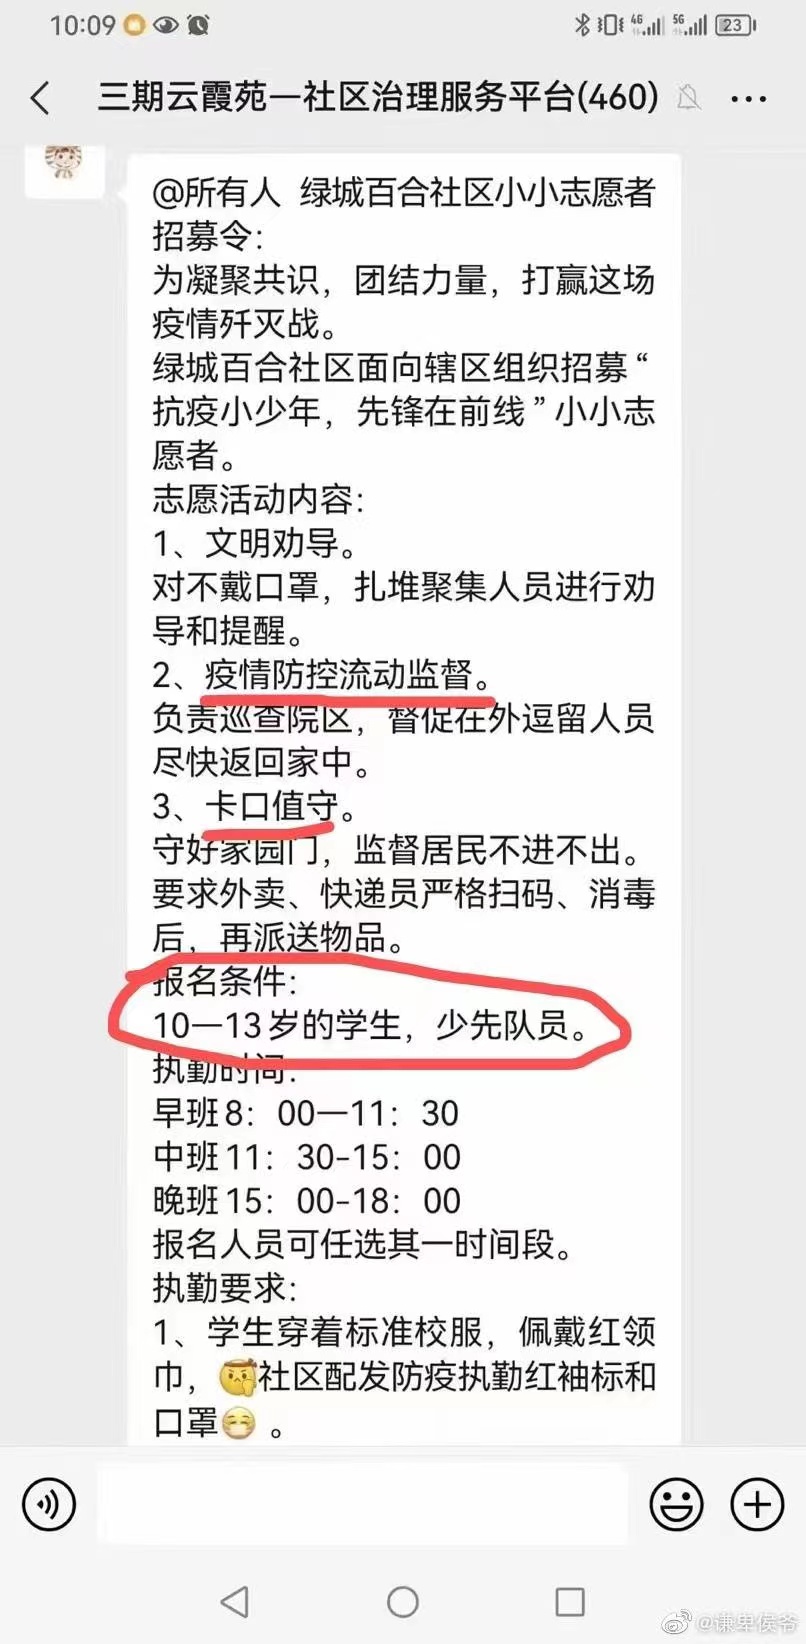 10:09
4G
5G
23
三期云霞苑一社区治理服务平台(460)
@所有人 绿城百合社区小小志愿者
招募令：
为凝聚共识，团结力量，打赢这场
疫情歼灭战。
绿城百合社区面向辖区组织招募“
抗疫小少年，先锋在前线”小小志
愿者。
志愿活动内容：
1、文明劝导。
对不戴口罩，扎堆聚集人员进行劝
导和提醒。
2、疫情防控流动监督。
负责巡查院区，督促在外逗留人员
尽快返回家中。
3、卡口值守。
守好家园门，监督居民不进不出。
要求外卖、快递员严格扫码、消毒
后，再派送物品。
报名条件：
10—13岁的学生，少先队员。
执勤时间：
早班8：00—11：30
中班11：30-15：00
晚班15：00-18：00
报名人员可任选其一时间段。
执勤要求：
1、学生穿着标准校服，佩戴红领
巾，社区配发防疫执勤红袖标和
口罩。
@谦卑侯爷